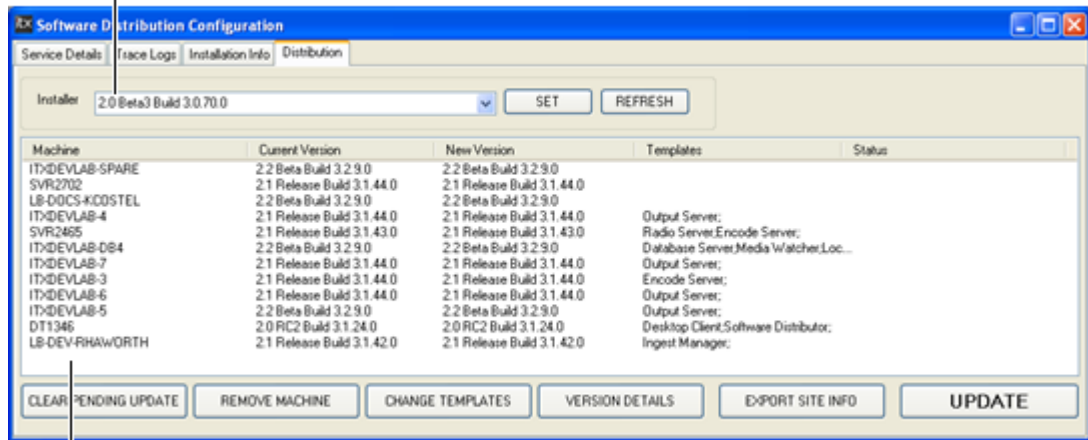 itx Software Distribution Configuration
Service Details Trace Logs Installation Info Distribution
Installer 2.0 Beta3 Build 3.0.70.0 SET REFRESH
Machine Current Version New Version Templates Status
ITXDEVLAB-SPARE 2.2 Beta Build 3.2.9.0 2.2 Beta Build 3.2.9.0
SVR2702 2.1 Release Build 3.1.44.0 2.1 Release Build 3.1.44.0
LB-DOCS-KCOSTEL 2.2 Beta Build 3.2.9.0 2.2 Beta Build 3.2.9.0
ITXDEVLAB-4 2.1 Release Build 3.1.44.0 2.1 Release Build 3.1.44.0 Output Server;
SVR2465 2.1 Release Build 3.1.43.0 2.1 Release Build 3.1.43.0 Radio Server;Encode Server;
ITXDEVLAB-DB4 2.2 Beta Build 3.2.9.0 2.2 Beta Build 3.2.9.0 Database Server;Media Watcher;Loc...
ITXDEVLAB-7 2.1 Release Build 3.1.44.0 2.1 Release Build 3.1.44.0 Output Server;
ITXDEVLAB-3 2.1 Release Build 3.1.44.0 2.1 Release Build 3.1.44.0 Encode Server;
ITXDEVLAB-6 2.1 Release Build 3.1.44.0 2.1 Release Build 3.1.44.0 Output Server;
ITXDEVLAB-5 2.2 Beta Build 3.2.9.0 2.2 Beta Build 3.2.9.0 Output Server;
DT1346 2.0 RC2 Build 3.1.24.0 2.0 RC2 Build 3.1.24.0 Desktop Client;Software Distributor;
LB-DEV-RHAWORTH 2.1 Release Build 3.1.42.0 2.1 Release Build 3.1.42.0 Ingest Manager;
CLEAR PENDING UPDATE REMOVE MACHINE CHANGE TEMPLATES VERSION DETAILS EXPORT SITE INFO UPDATE